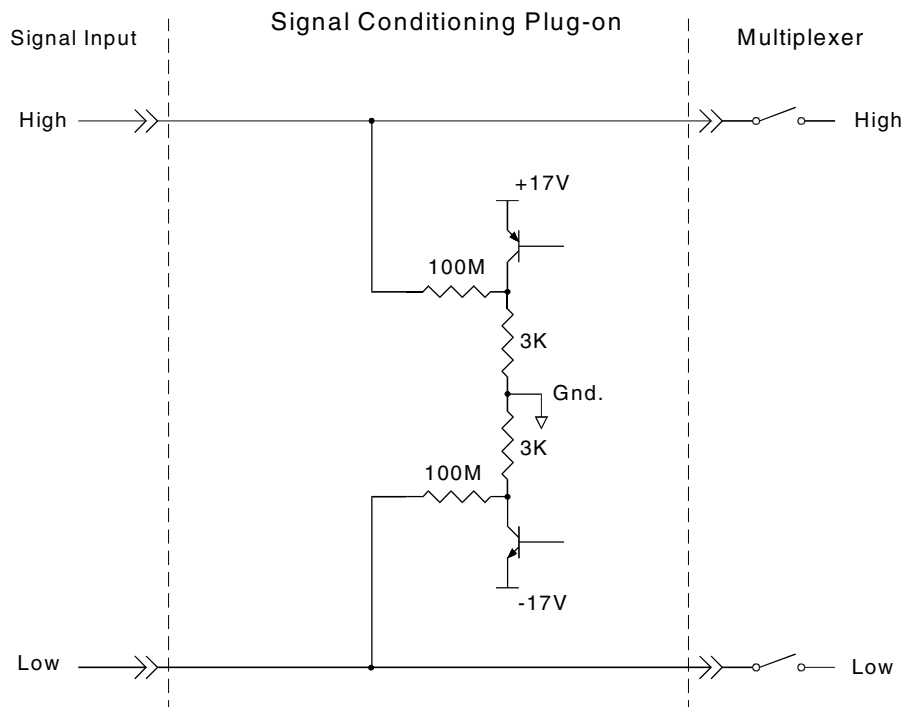 Signal Input
Signal Conditioning Plug-on
Multiplexer
High
High
+17V
100M
3K
Gnd.
3K
100M
-17V
Low
Low